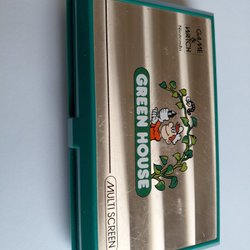 GAME & WATCH
Nintendo
GREEN HOUSE
MULTI SCREEN